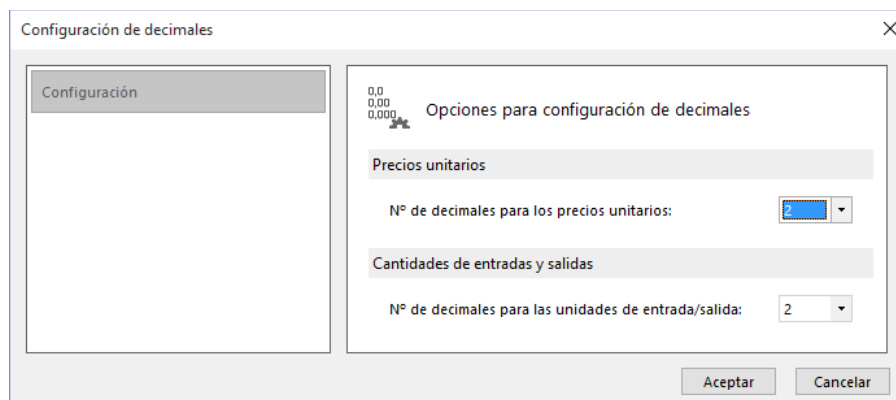 Configuración de decimales
Configuración
0,0
0,00
0,000
Opciones para configuración de decimales
Precios unitarios
Nº de decimales para los precios unitarios: 2
Cantidades de entradas y salidas
Nº de decimales para las unidades de entrada/salida: 2
Aceptar Cancelar